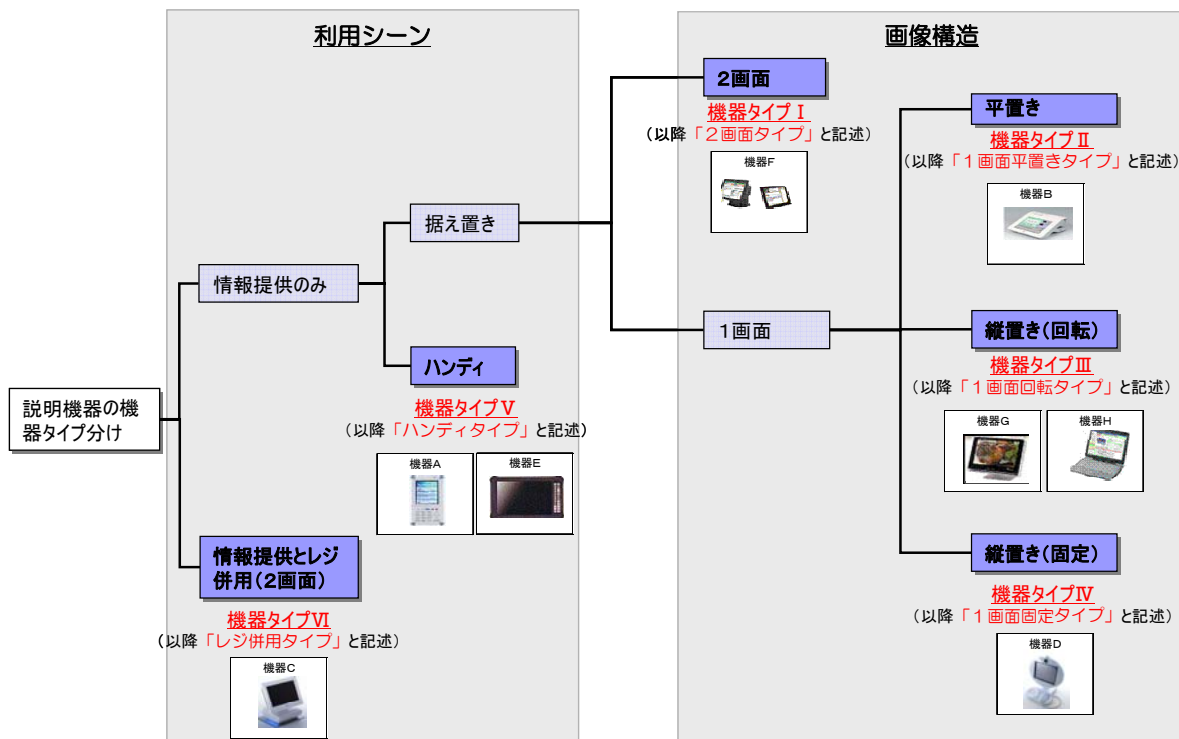 利用シーン
画像構造
2画面
機器タイプⅠ
(以降「2画面タイプ」と記述)
機器F
平置き
機器タイプⅡ
(以降「1画面平置きタイプ」と記述)
機器B
据え置き
情報提供のみ
1画面
縦置き(回転)
機器タイプⅢ
(以降「1画面回転タイプ」と記述)
機器G
機器H
ハンディ
機器タイプⅤ
(以降「ハンディタイプ」と記述)
機器A
機器E
説明機器の機
器タイプ分け
情報提供とレジ
併用(2画面)
機器タイプⅥ
(以降「レジ併用タイプ」と記述)
機器C
縦置き(固定)
機器タイプⅣ
(以降「1画面固定タイプ」と記述)
機器D